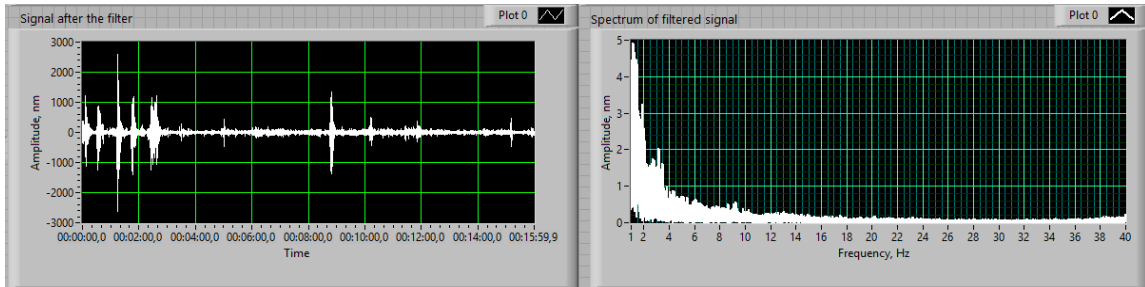 Signal after the filter
Plot 0
3000
2000
1000
0
-1000
-2000
-3000
Amplitude, nm
00:00:00,0 00:02:00,0 00:04:00,0 00:06:00,0 00:08:00,0 00:10:00,0 00:12:00,0 00:14:00,0 00:15:59,9
Time
Spectrum of filtered signal
Plot 0
5
4
3
2
1
0
Amplitude, nm
1 2 4 6 8 10 12 14 16 18 20 22 24 26 28 30 32 34 36 38 40
Frequency, Hz